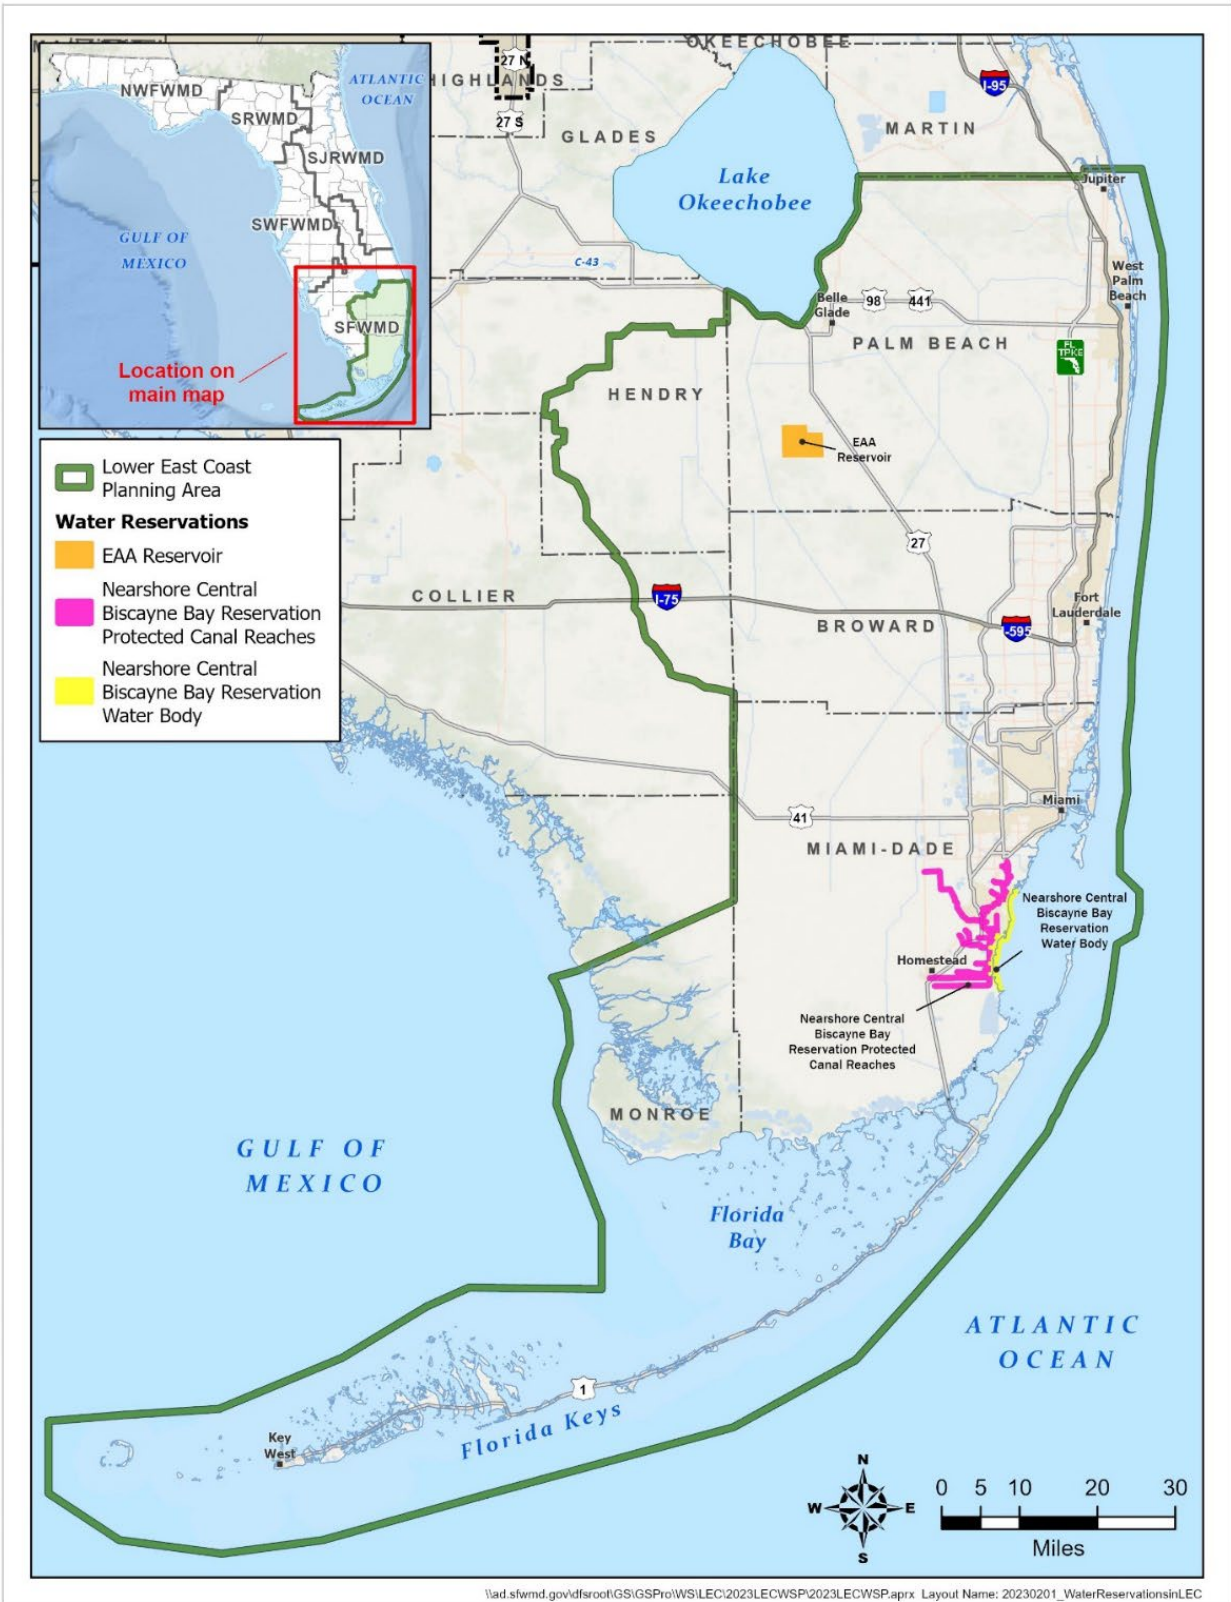 NWFWMD
SRWMD
SJRWMD
SWFWMD
SFWMD
ATLANTIC
OCEAN
GULF OF
MEXICO
Location on
main map
Lower East Coast
Planning Area
Water Reservations
EAA Reservoir
Nearshore Central
Biscayne Bay Reservation
Protected Canal Reaches
Nearshore Central
Biscayne Bay Reservation
Water Body
OKEECHOBEE
HIGHLANDS
27 N
27 S
GLADES
MARTIN
I-95
Lake
Okeechobee
Jupiter
C-43
West
Palm
Beach
Belle
Glade
98
441
PALM BEACH
FL
TPKE
HENDRY
EAA
Reservoir
27
COLLIER
I-75
Fort
Lauderdale
BROWARD
I-595
Miami
41
MIAMI-DADE
Nearshore Central
Biscayne Bay
Reservation
Water Body
Homestead
Nearshore Central
Biscayne Bay
Reservation Protected
Canal Reaches
MONROE
GULF OF
MEXICO
Florida
Bay
ATLANTIC
OCEAN
1
Florida Keys
Key
West
N
W
E
S
0 5 10 20 30
Miles
\\ad.sfwmd.gov\dfsroot\GS\GSPro\WS\LEC\2023LECWSP\2023LECWSP.aprx Layout Name: 20230201_WaterReservationsinLEC